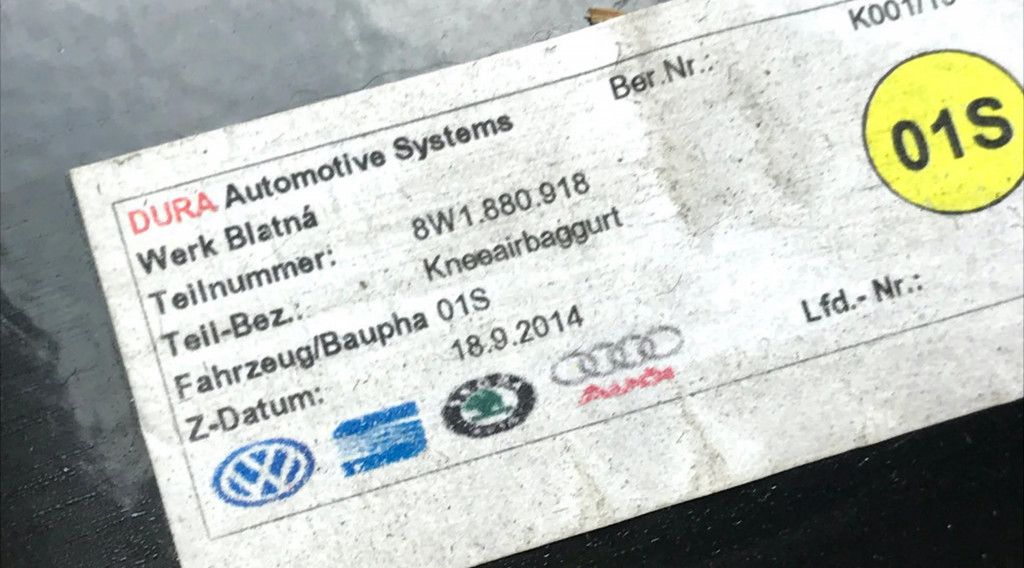 K001/
Ber.Nr.:
01S
DURA Automotive Systems
Werk Blatná
Teilnummer: 8W1.880.918
Teil-Bez.: Kneeairbaggurt
Fahrzeug/Baupha 01S
Z-Datum: 18.9.2014
Lfd.- Nr.:
Audi